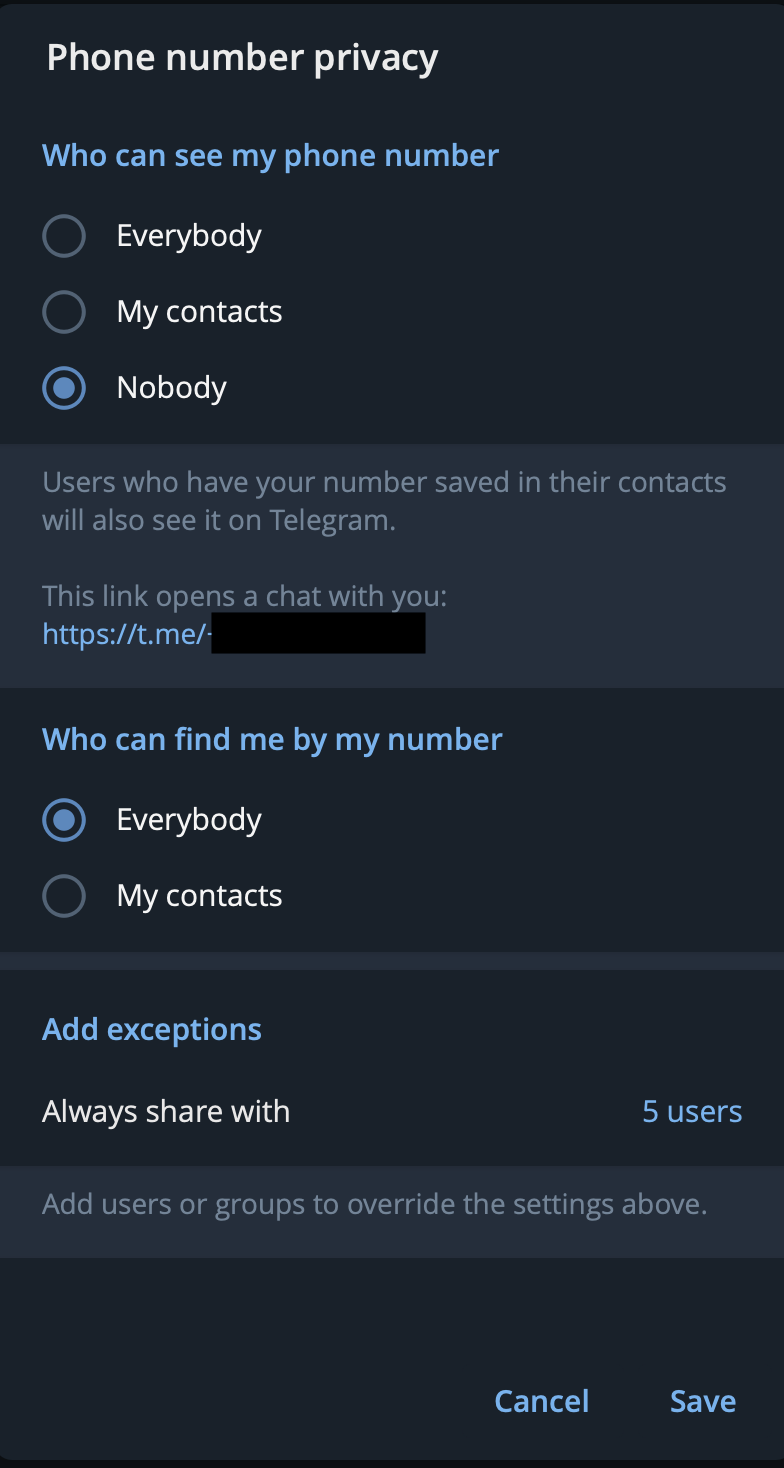 Phone number privacy
Who can see my phone number
Everybody
My contacts
Nobody
Users who have your number saved in their contacts
will also see it on Telegram.
This link opens a chat with you:
https://t.me/
Who can find me by my number
Everybody
My contacts
Add exceptions
Always share with 5 users
Add users or groups to override the settings above.
Cancel Save